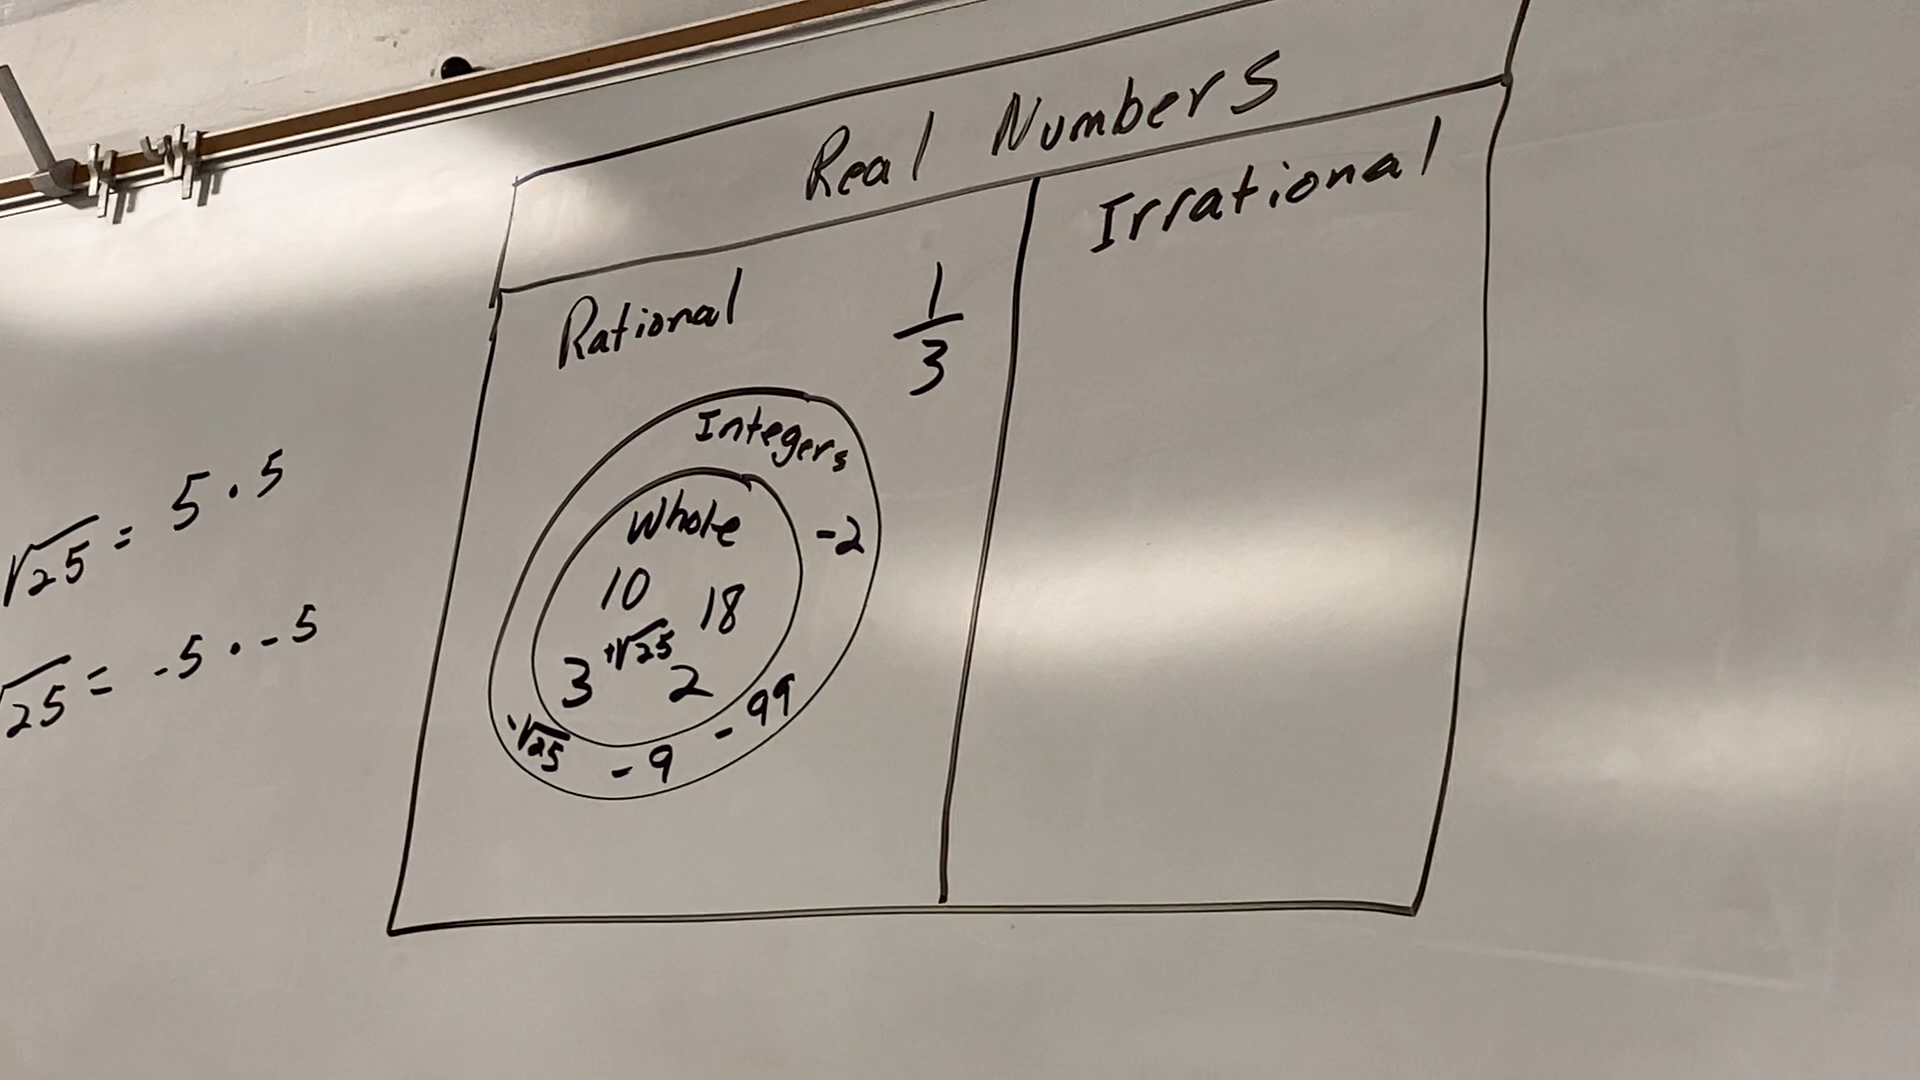 Real Numbers
Rational
1/3
Irrational
Integers
-2
Whole
10
18
+√25
3
2
-99
-√25
-9
√25 = 5 · 5
√25 = -5 · -5